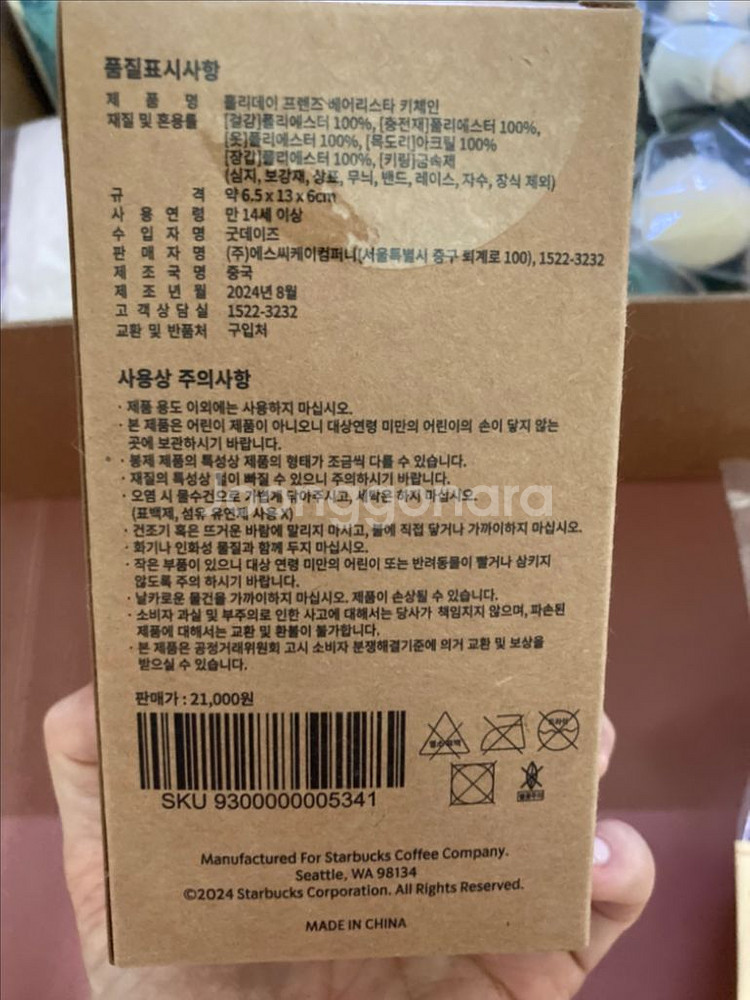 품질표시사항
제 품 명 홀리데이 프렌즈 베어리스타 키체인
재질 및 혼용률 [겉감]폴리에스터 100%, [충전재]폴리에스터 100%,
[옷]폴리에스터 100%, [목도리]아크릴 100%
[장갑]폴리에스터 100%, [키링]금속제
(심지, 보강재, 상표, 무늬, 밴드, 레이스, 자수, 장식 제외)
규 격 약 6.5 x 13 x 6cm
사 용 연 령 만 14세 이상
수 입 자 명 굿데이즈
판 매 자 명 (주)에스씨케이컴퍼니(서울특별시 중구 퇴계로 100), 1522-3232
제 조 국 명 중국
제 조 년 월 2024년 8월
고 객 상 담 실 1522-3232
교환 및 반품처 구입처
사용상 주의사항
· 제품 용도 이외에는 사용하지 마십시오.
· 본 제품은 어린이 제품이 아니오니 대상연령 미만의 어린이의 손이 닿지 않는
곳에 보관하시기 바랍니다.
· 봉제 제품의 특성상 제품의 형태가 조금씩 다를 수 있습니다.
· 재질의 특성상 털이 빠질 수 있으니 주의하시기 바랍니다.
· 오염 시 물수건으로 가볍게 닦아주시고, 세탁은 하지 마십시오.
(표백제, 섬유 유연제 사용 X)
· 건조기 혹은 뜨거운 바람에 말리지 마시고, 불에 직접 닿거나 가까이하지 마십시오.
· 화기나 인화성 물질과 함께 두지 마십시오.
· 작은 부품이 있으니 대상 연령 미만의 어린이 또는 반려동물이 빨거나 삼키지
않도록 주의 하시기 바랍니다.
· 날카로운 물건을 가까이하지 마십시오. 제품이 손상될 수 있습니다.
· 소비자 과실 및 부주의로 인한 사고에 대해서는 당사가 책임지지 않으며, 파손된
제품에 대해서는 교환 및 환불이 불가합니다.
· 본 제품은 공정거래위원회 고시 소비자 분쟁해결기준에 의거 교환 및 보상을
받으실 수 있습니다.
판매가 : 21,000원
SKU 9300000005341
Manufactured For Starbucks Coffee Company.
Seattle, WA 98134
©2024 Starbucks Corporation. All Rights Reserved.
MADE IN CHINA
joonggonara